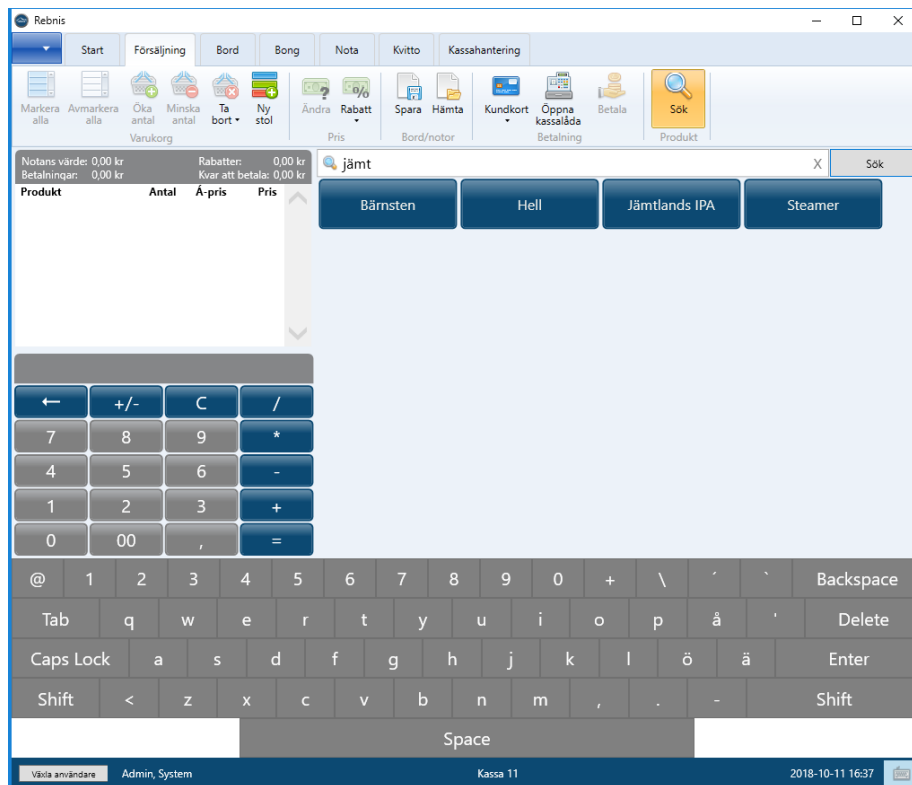 Rebnis
Start Försäljning Bord Bong Nota Kvitto Kassahantering
Markera alla Avmarkera alla Öka antal Minska antal Ta bort Ny stol Ändra Rabatt Spara Hämta Kundkort Öppna kassalåda Betala Sök
Varukorg Pris Bord/notor Betalning Produkt
Notans värde: 0,00 kr Rabatter: 0,00 kr
Betalningar: 0,00 kr Kvar att betala: 0,00 kr
jämt X Sök
Produkt Antal Á-pris Pris
Bärnsten Hell Jämtlands IPA Steamer
← +/- C /
7 8 9 *
4 5 6 -
1 2 3 +
0 00 , =
@ 1 2 3 4 5 6 7 8 9 0 + \ ´ ` Backspace
Tab q w e r t y u i o p å ' Delete
Caps Lock a s d f g h j k l ö ä Enter
Shift < z x c v b n m , . - Shift
Space
Växla användare Admin, System Kassa 11 2018-10-11 16:37